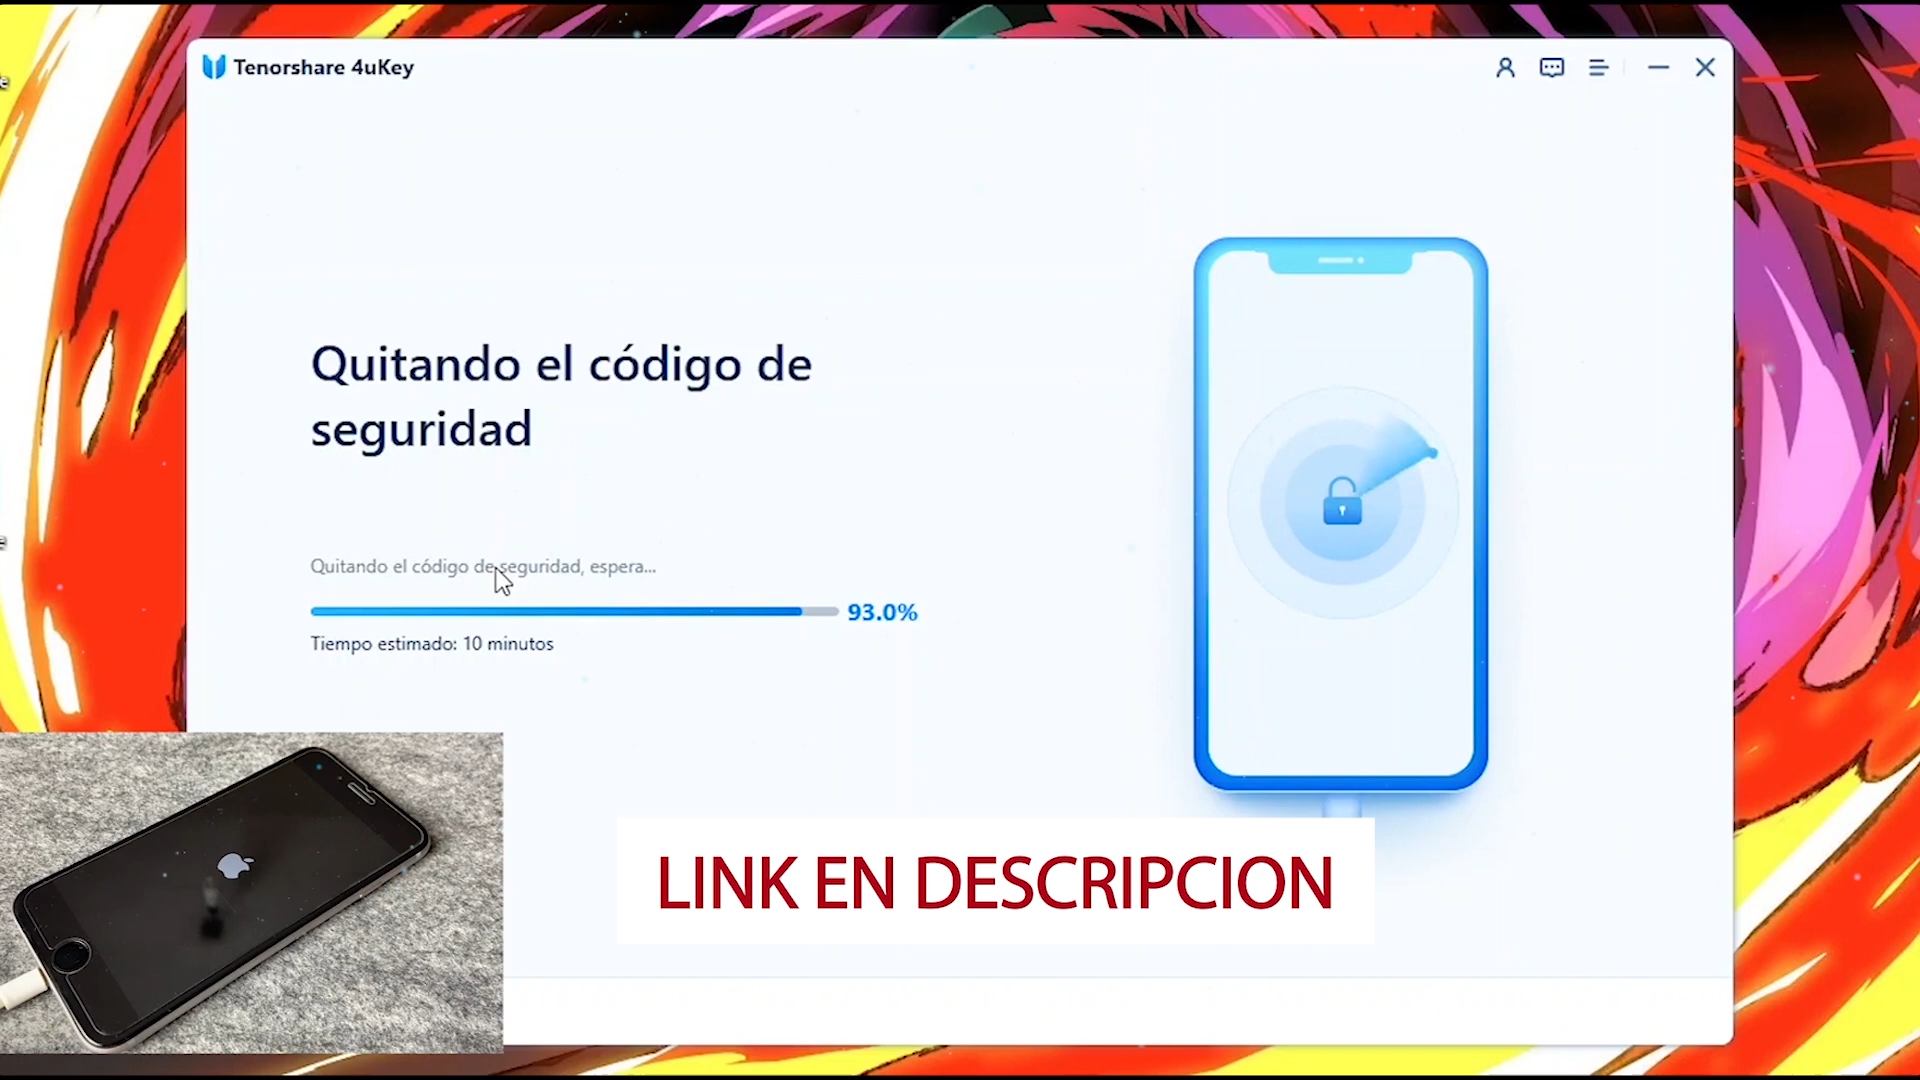 Tenorshare 4uKey
Quitando el código de
seguridad
Quitando el código de seguridad, espera...
93.0%
Tiempo estimado: 10 minutos
LINK EN DESCRIPCION